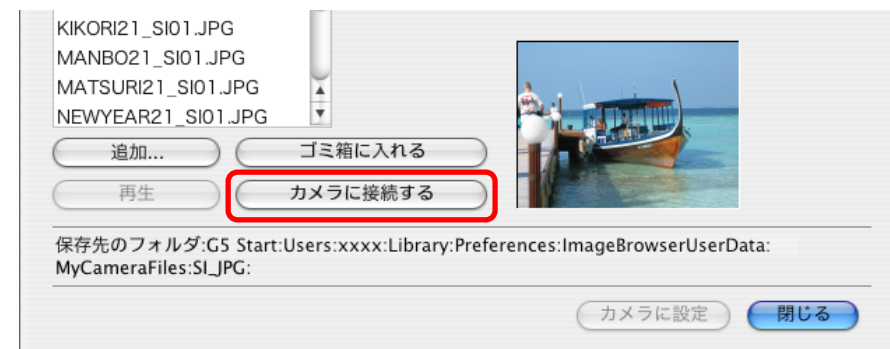 KIKORI21_SI01.JPG
MANBO21_SI01.JPG
MATSURI21_SI01.JPG
NEWYEAR21_SI01.JPG
追加... ゴミ箱に入れる
再生 カメラに接続する
保存先のフォルダ:G5 Start:Users:xxxx:Library:Preferences:ImageBrowserUserData:
MyCameraFiles:SI_JPG:
カメラに設定 閉じる